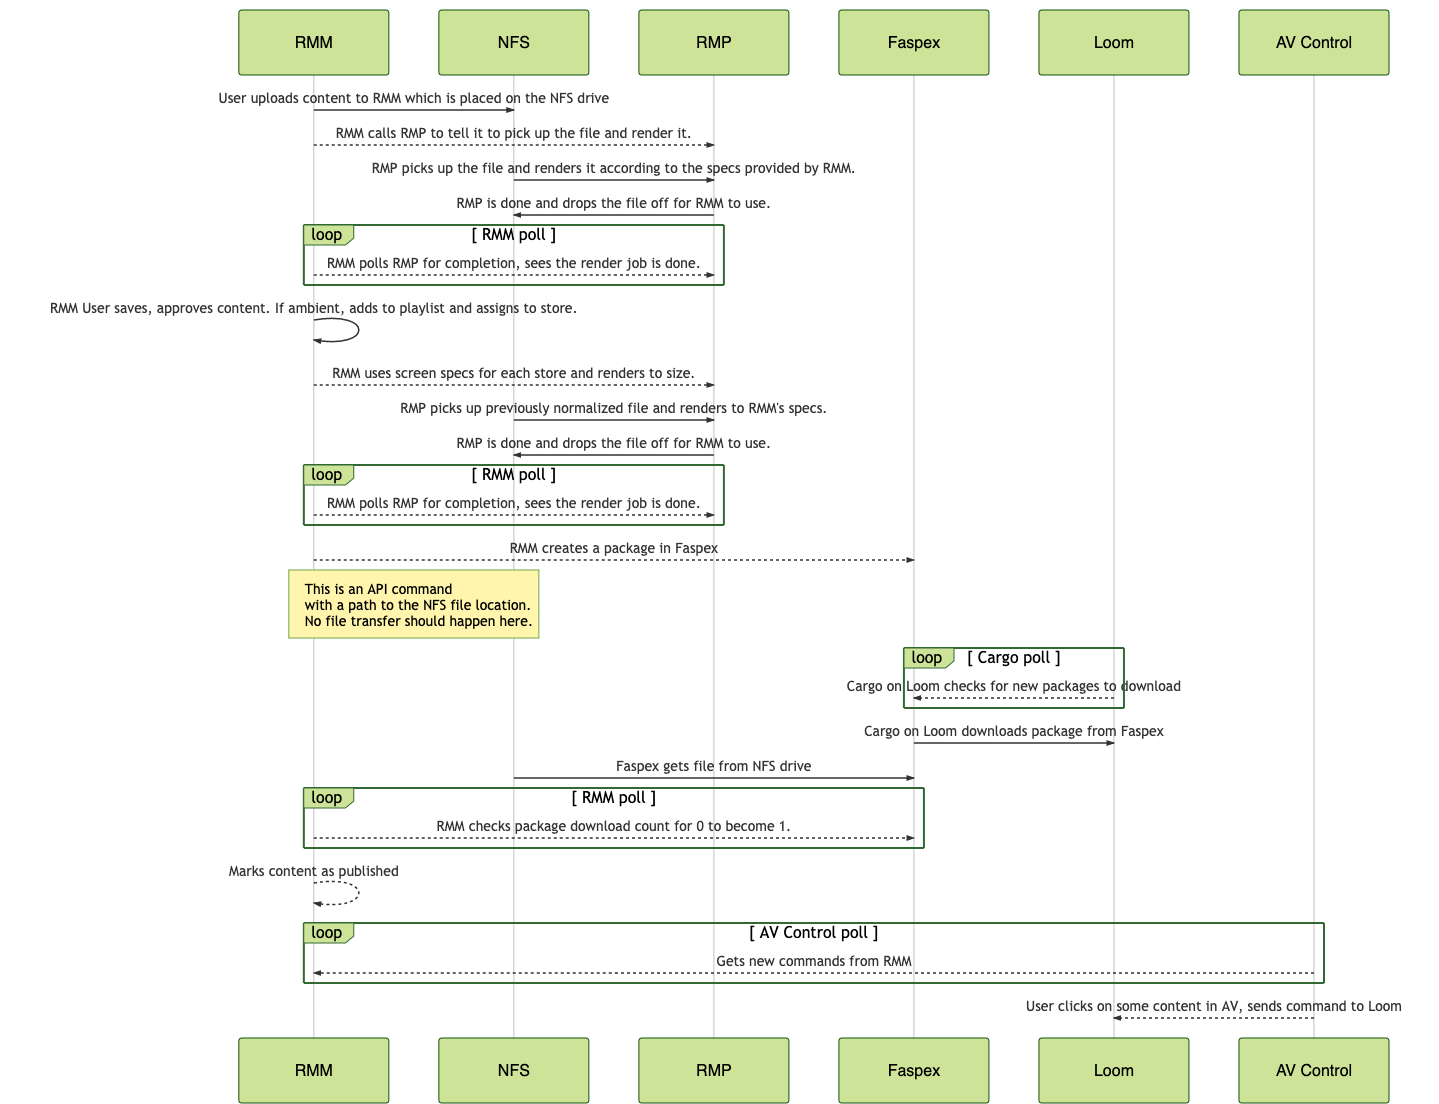 RMM NFS RMP Faspex Loom AV Control
User uploads content to RMM which is placed on the NFS drive
RMM calls RMP to tell it to pick up the file and render it.
RMP picks up the file and renders it according to the specs provided by RMM.
RMP is done and drops the file off for RMM to use.
loop [ RMM poll ]
RMM polls RMP for completion, sees the render job is done.
RMM User saves, approves content. If ambient, adds to playlist and assigns to store.
RMM uses screen specs for each store and renders to size.
RMP picks up previously normalized file and renders to RMM's specs.
RMP is done and drops the file off for RMM to use.
loop [ RMM poll ]
RMM polls RMP for completion, sees the render job is done.
RMM creates a package in Faspex
This is an API command
with a path to the NFS file location.
No file transfer should happen here.
loop [ Cargo poll ]
Cargo on Loom checks for new packages to download
Cargo on Loom downloads package from Faspex
Faspex gets file from NFS drive
loop [ RMM poll ]
RMM checks package download count for 0 to become 1.
Marks content as published
loop [ AV Control poll ]
Gets new commands from RMM
User clicks on some content in AV, sends command to Loom
RMM NFS RMP Faspex Loom AV Control